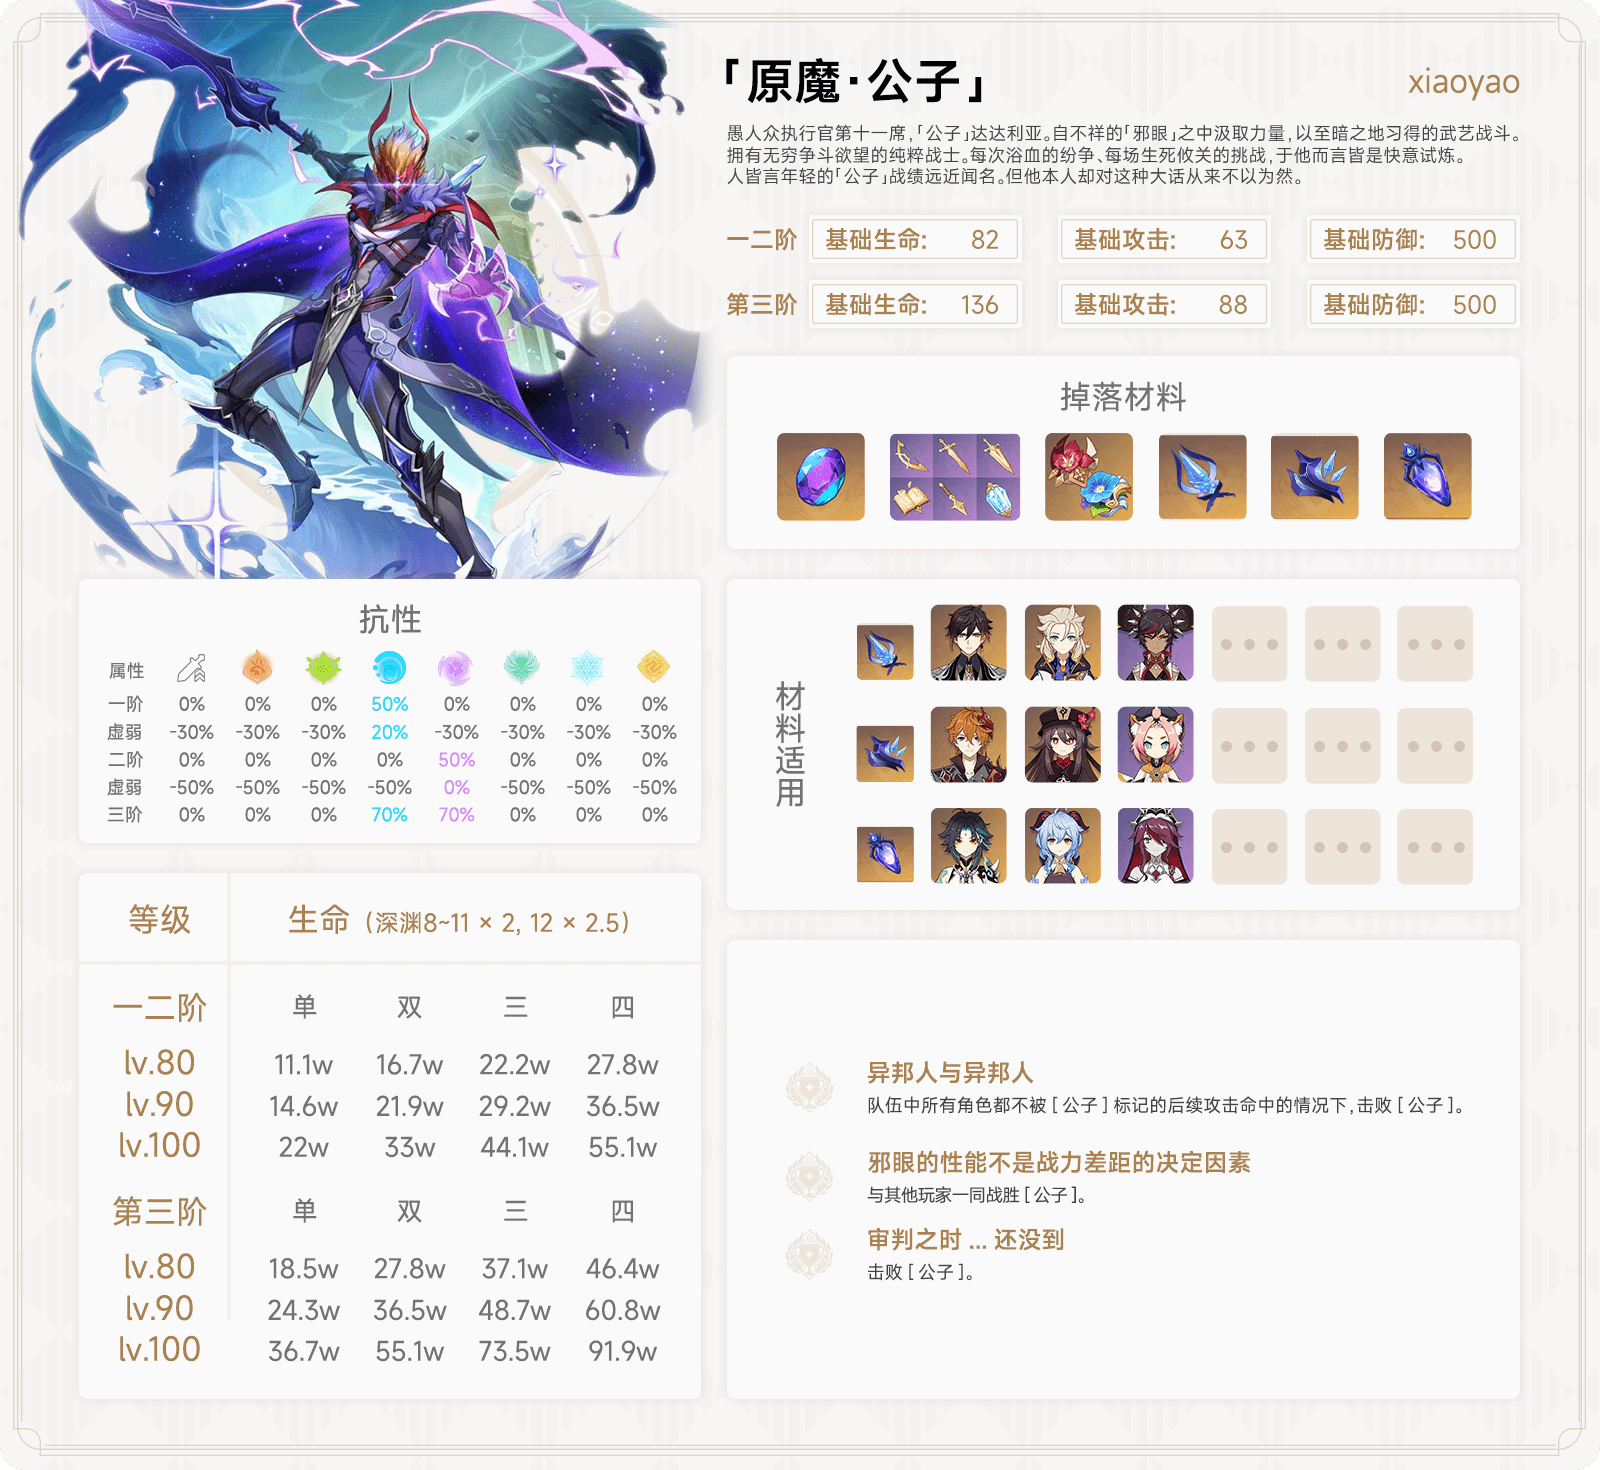 「原魔·公子」
xiaoyao
愚人众执行官第十一席,「公子」达达利亚。自不祥的「邪眼」之中汲取力量,以至暗之地习得的武艺战斗。
拥有无穷争斗欲望的纯粹战士。每次浴血的纷争、每场生死攸关的挑战,于他而言皆是快意试炼。
人皆言年轻的「公子」战绩远近闻名。但他本人却对这种大话从来不以为然。
一二阶 基础生命: 82 基础攻击: 63 基础防御: 500
第三阶 基础生命: 136 基础攻击: 88 基础防御: 500
掉落材料
抗性
属性
一阶 0% 0% 0% 50% 0% 0% 0% 0%
虚弱 -30% -30% -30% 20% -30% -30% -30% -30%
二阶 0% 0% 0% 0% 50% 0% 0% 0%
虚弱 -50% -50% -50% -50% 0% -50% -50% -50%
三阶 0% 0% 0% 70% 70% 0% 0% 0%
材料适用
等级 生命 (深渊8~11 × 2, 12 × 2.5)
一二阶 单 双 三 四
lv.80 11.1w 16.7w 22.2w 27.8w
lv.90 14.6w 21.9w 29.2w 36.5w
lv.100 22w 33w 44.1w 55.1w
第三阶 单 双 三 四
lv.80 18.5w 27.8w 37.1w 46.4w
lv.90 24.3w 36.5w 48.7w 60.8w
lv.100 36.7w 55.1w 73.5w 91.9w
异邦人与异邦人
队伍中所有角色都不被 [ 公子 ] 标记的后续攻击命中的情况下,击败 [ 公子 ]。
邪眼的性能不是战力差距的决定因素
与其他玩家一同战胜 [ 公子 ]。
审判之时 ... 还没到
击败 [ 公子 ]。